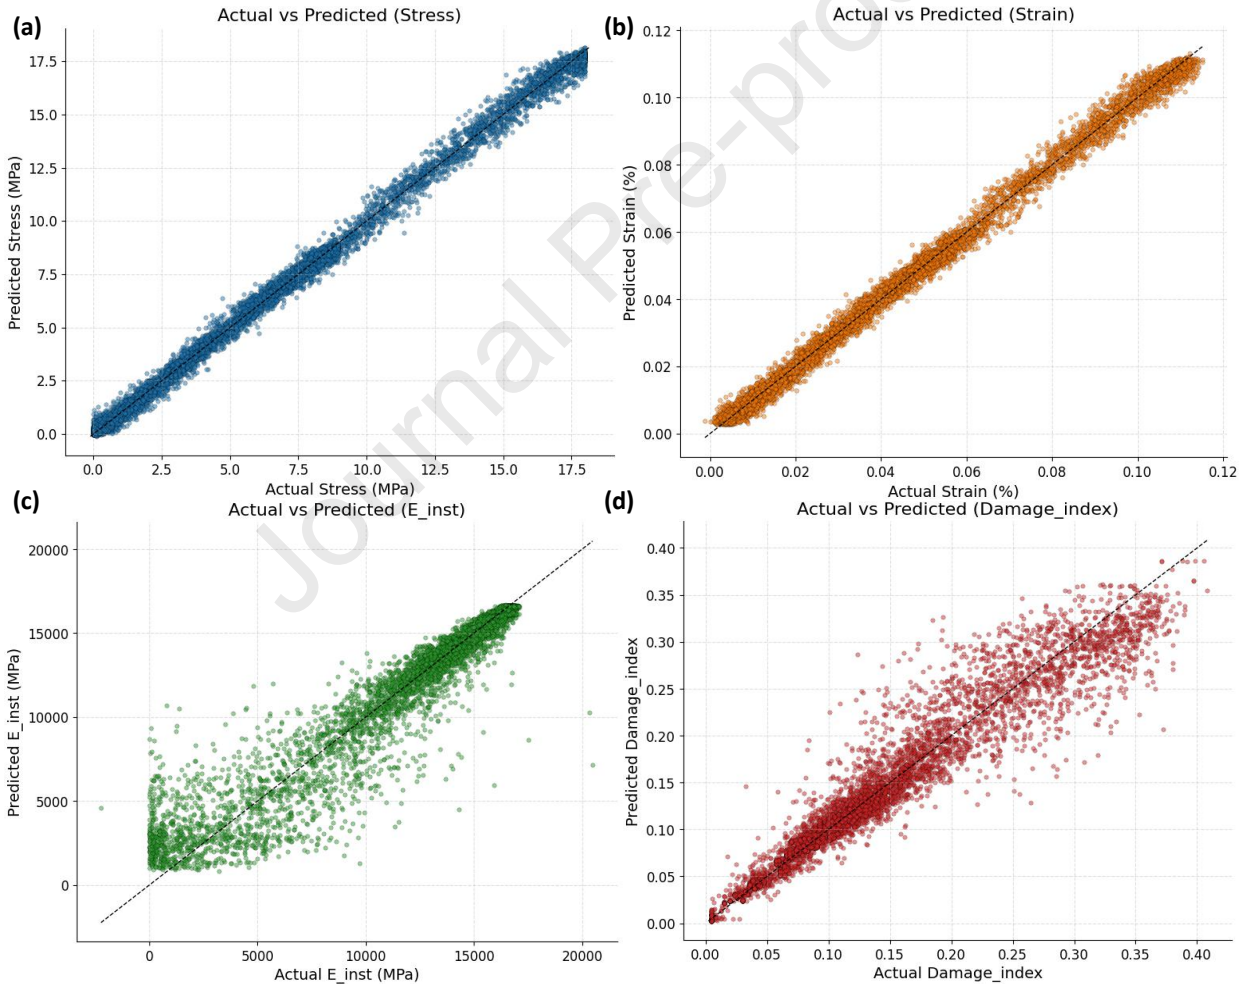 (a)
Actual vs Predicted (Stress)
Predicted Stress (MPa)
17.5
15.0
12.5
10.0
7.5
5.0
2.5
0.0
0.0 2.5 5.0 7.5 10.0 12.5 15.0 17.5
Actual Stress (MPa)
(b)
Actual vs Predicted (Strain)
Predicted Strain (%)
0.12
0.10
0.08
0.06
0.04
0.02
0.00
0.00 0.02 0.04 0.06 0.08 0.10 0.12
Actual Strain (%)
(c)
Actual vs Predicted (E_inst)
Predicted E_inst (MPa)
20000
15000
10000
5000
0
0 5000 10000 15000 20000
Actual E_inst (MPa)
(d)
Actual vs Predicted (Damage_index)
Predicted Damage_index
0.40
0.35
0.30
0.25
0.20
0.15
0.10
0.05
0.00
0.00 0.05 0.10 0.15 0.20 0.25 0.30 0.35 0.40
Actual Damage_index
Journal Pre-proo